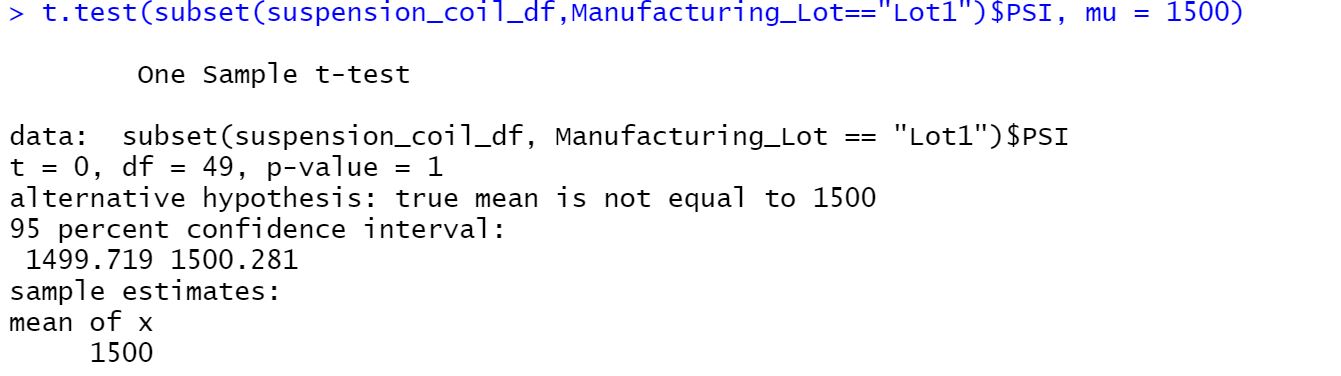 > t.test(subset(suspension_coil_df,Manufacturing_Lot=="Lot1")$PSI, mu = 1500)
One Sample t-test
data:  subset(suspension_coil_df, Manufacturing_Lot == "Lot1")$PSI
t = 0, df = 49, p-value = 1
alternative hypothesis: true mean is not equal to 1500
95 percent confidence interval:
1499.719 1500.281
sample estimates:
mean of x
1500